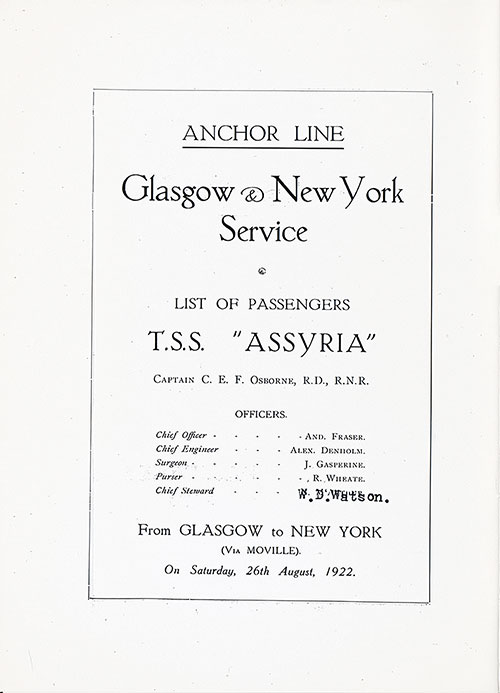 ANCHOR LINE
Glasgow & New York
Service
LIST OF PASSENGERS
T.S.S. "ASSYRIA"
CAPTAIN C. E. F. OSBORNE, R.D., R.N.R.
OFFICERS.
Chief Officer - - - - - AND. FRASER.
Chief Engineer - - - ALEX. DENHOLM.
Surgeon - - - - - J. GASPERINE.
Purser - - - - - R. WHEATE.
Chief Steward - - - W. D. Watson.
From GLASGOW to NEW YORK
(VIA MOVILLE).
On Saturday, 26th August, 1922.